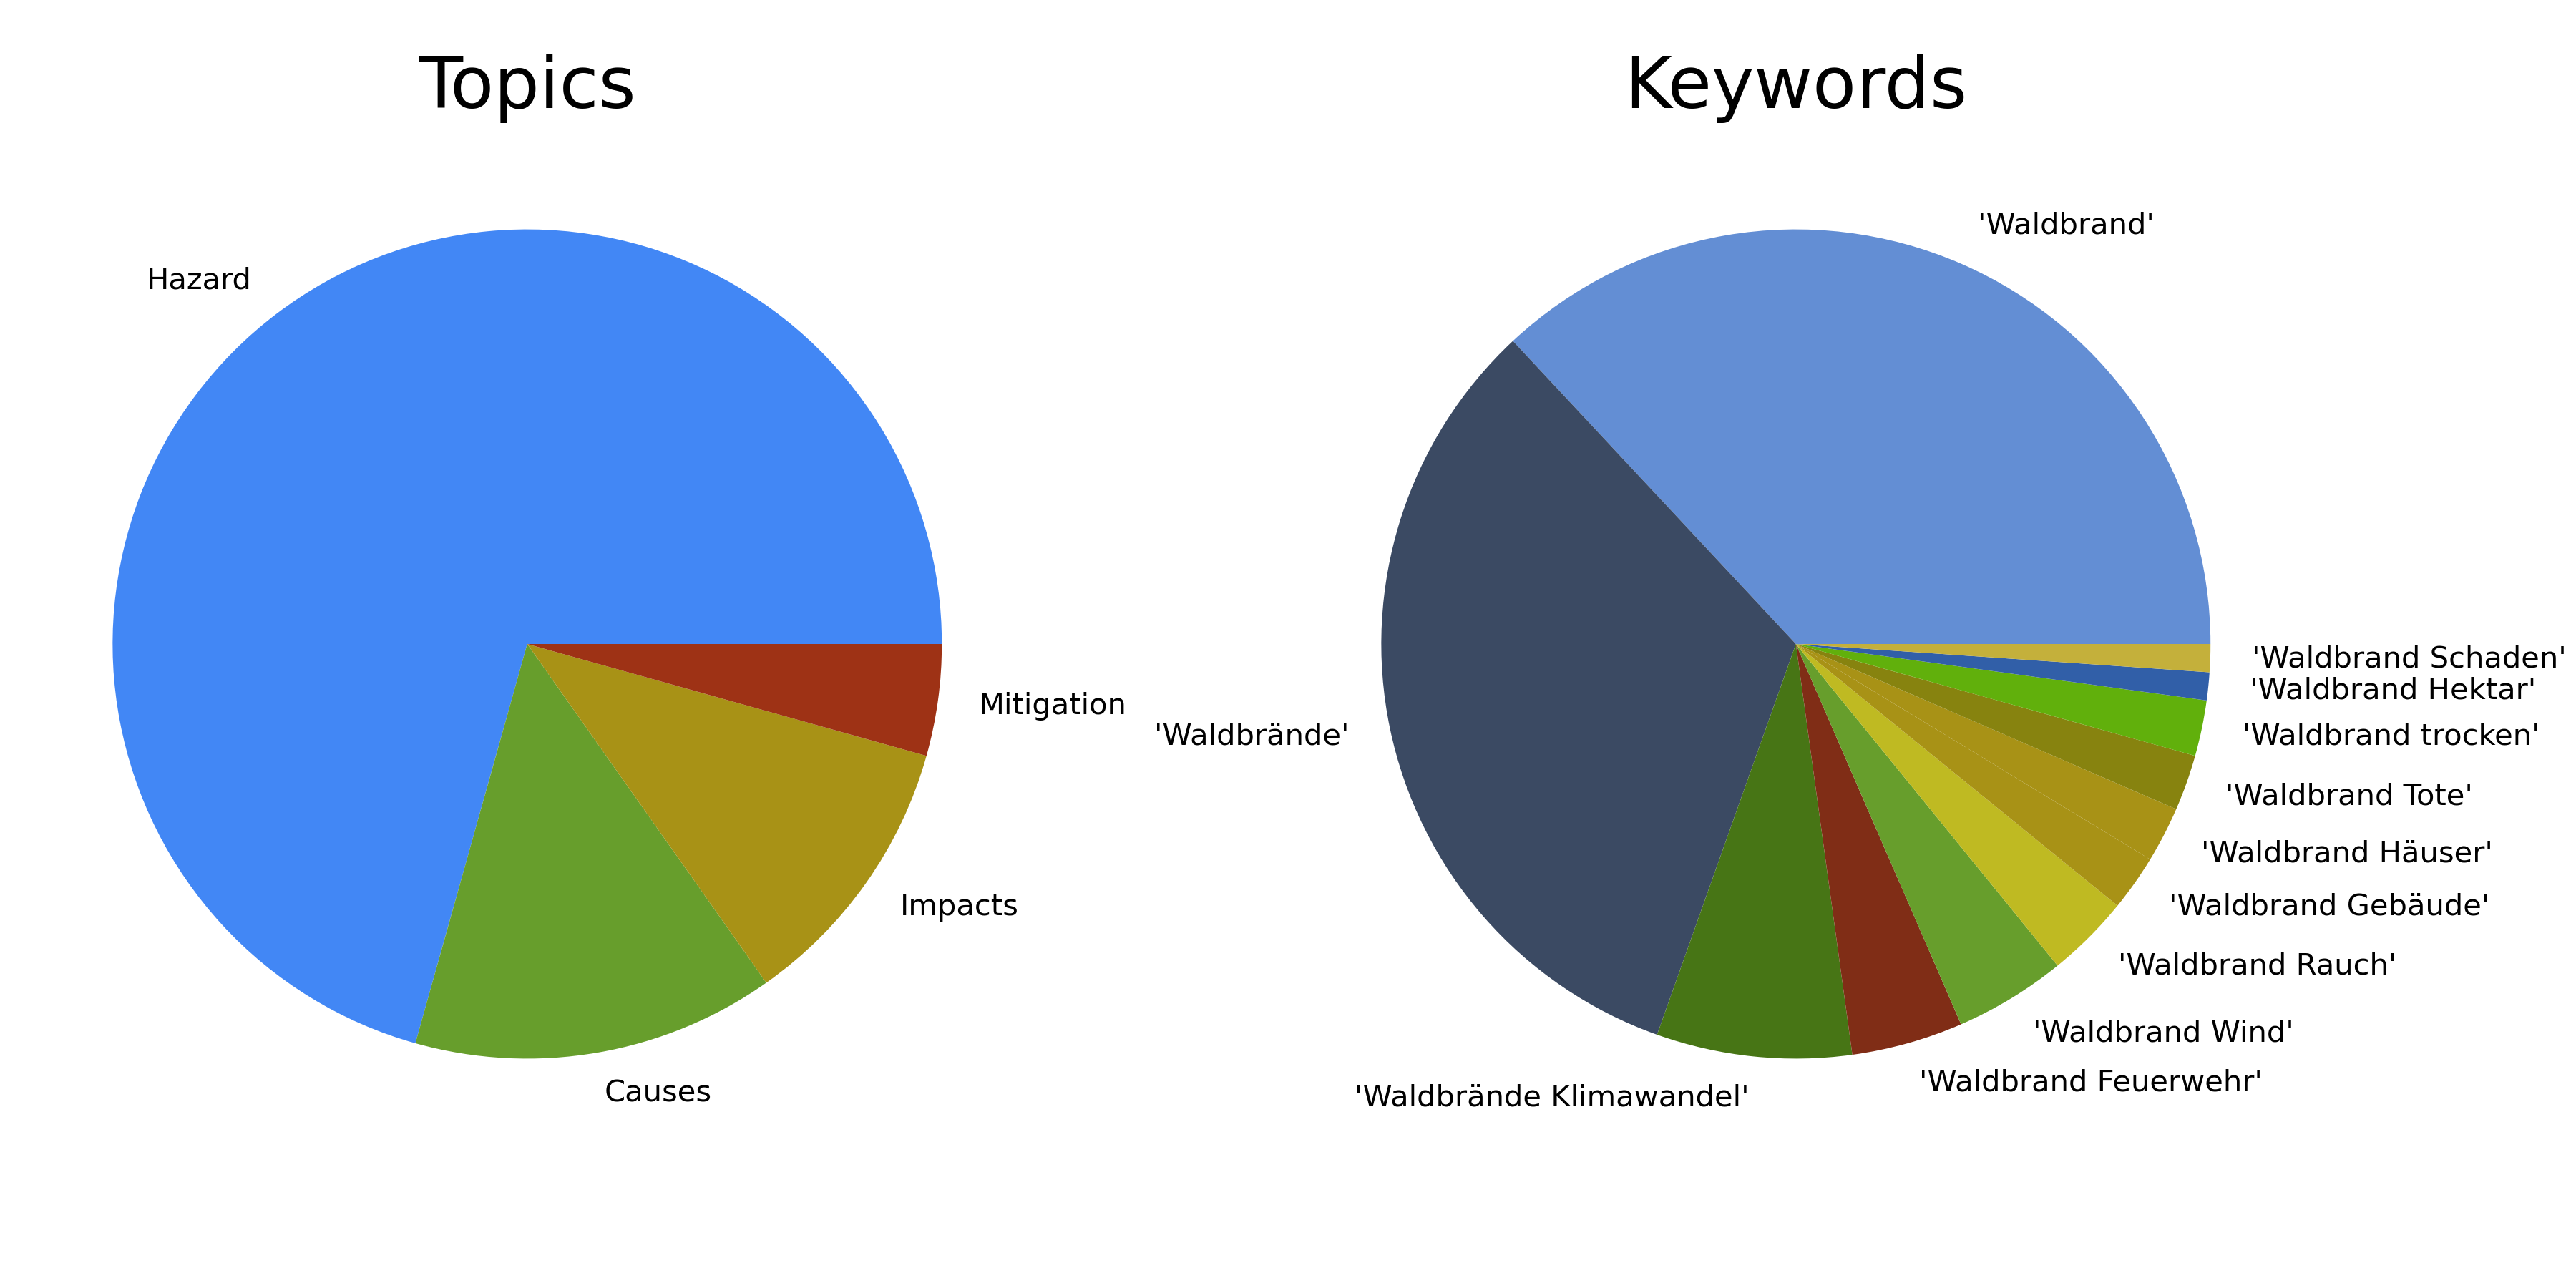 Topics
Hazard
Mitigation
Impacts
Causes
Keywords
'Waldbrand'
'Waldbrände'
'Waldbrand Schaden'
'Waldbrand Hektar'
'Waldbrand trocken'
'Waldbrand Tote'
'Waldbrand Häuser'
'Waldbrand Gebäude'
'Waldbrand Rauch'
'Waldbrand Wind'
'Waldbrand Feuerwehr'
'Waldbrände Klimawandel'